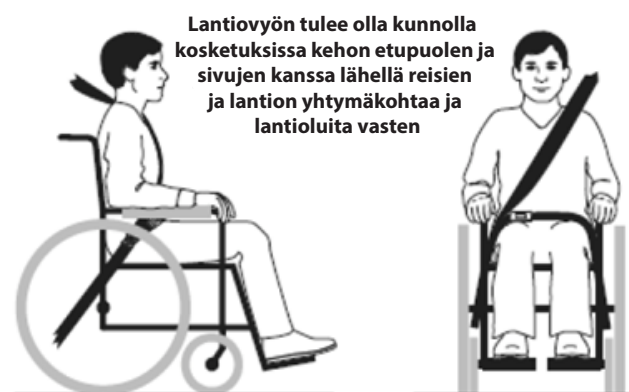 Lantiovyön tulee olla kunnolla
kosketuksissa kehon etupuolen ja
sivujen kanssa lähellä reisien
ja lantion yhtymäkohtaa ja
lantioluita vasten